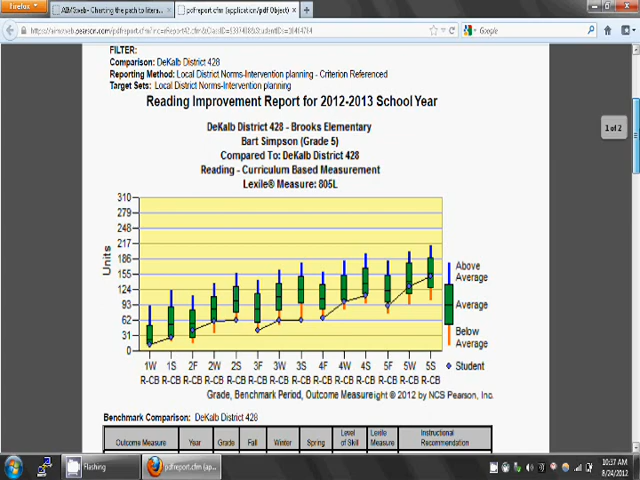 Firefox
AIMSweb - Charting the path to literac...
pdfreport.cfm (application/pdf Object)
Google
FILTER:
Comparison: DeKalb District 428
Reporting Method: Local District Norms-Intervention planning - Criterion Referenced
Target Sets: Local District Norms-Intervention planning
Reading Improvement Report for 2012-2013 School Year
1 of 2
DeKalb District 428 - Brooks Elementary
Bart Simpson (Grade 5)
Compared To: DeKalb District 428
Reading - Curriculum Based Measurement
Lexile® Measure: 805L
Units
310
279
248
217
186
155
124
93
62
31
0
Above
Average
Average
Below
Average
Student
1W 1S 2F 2W 2S 3F 3W 3S 4F 4W 4S 5F 5W 5S
R-CB R-CB R-CB R-CB R-CB R-CB R-CB R-CB R-CB R-CB R-CB R-CB R-CB R-CB
Grade, Benchmark Period, Outcome Measureight © 2012 by NCS Pearson, Inc.
Benchmark Comparison: DeKalb District 428
Outcome Measure Year Grade Fall Winter Spring Level of Skill Lexile Measure Instructional Recommendation
Flashing
pdfreport.cfm (ap...
10:37 AM
8/24/2012